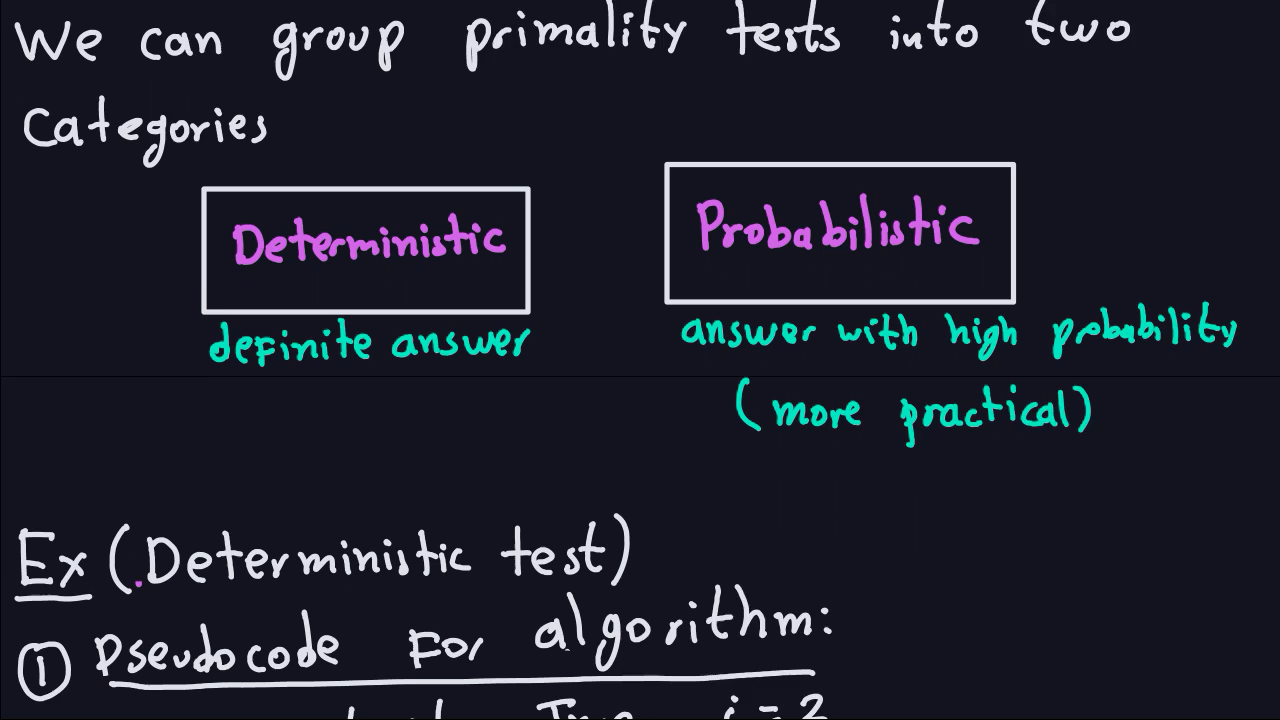 We can group primality tests into two
Categories
Deterministic
Probabilistic
definite answer
answer with high probability
(more practical)
Ex (Deterministic test)
① Pseudocode For algorithm: